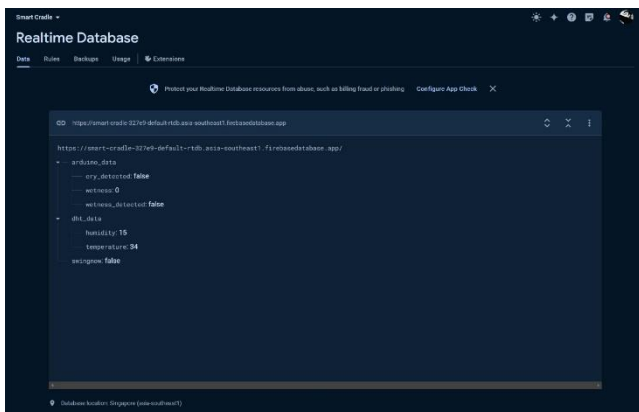 Smart Cradle
Realtime Database
Data Rules Backups Usage Extensions
Protect your Realtime Database resources from abuse, such as billing fraud or phishing Configure App Check
https://smart-cradle-327e9-default-rtdb.asia-southeast1.firebasedatabase.app
https://smart-cradle-327e9-default-rtdb.asia-southeast1.firebasedatabase.app/
arduino_data
cry_detected: false
wetness: 0
wetness_detected: false
dht_data
humidity: 15
temperature: 34
swingnow: false
Database location: Singapore (asia-southeast1)